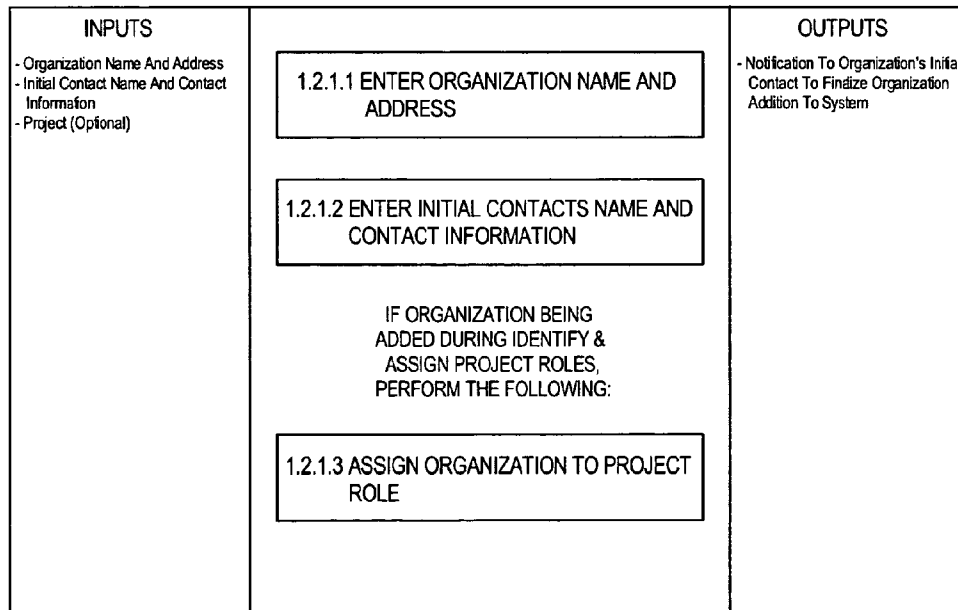 INPUTS
- Organization Name And Address
- Initial Contact Name And Contact
Information
- Project (Optional)
1.2.1.1 ENTER ORGANIZATION NAME AND
ADDRESS
1.2.1.2 ENTER INITIAL CONTACTS NAME AND
CONTACT INFORMATION
IF ORGANIZATION BEING
ADDED DURING IDENTIFY &
ASSIGN PROJECT ROLES,
PERFORM THE FOLLOWING:
1.2.1.3 ASSIGN ORGANIZATION TO PROJECT
ROLE
OUTPUTS
- Notification To Organization's Initia
Contact To Finalize Organization
Addition To System